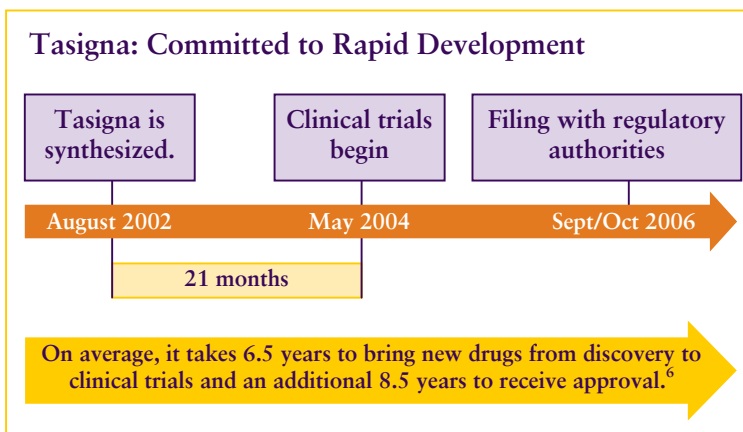 Tasigna: Committed to Rapid Development
Tasigna is
synthesized.
Clinical trials
begin
Filing with regulatory
authorities
August 2002
May 2004
Sept/Oct 2006
21 months
On average, it takes 6.5 years to bring new drugs from discovery to
clinical trials and an additional 8.5 years to receive approval.6